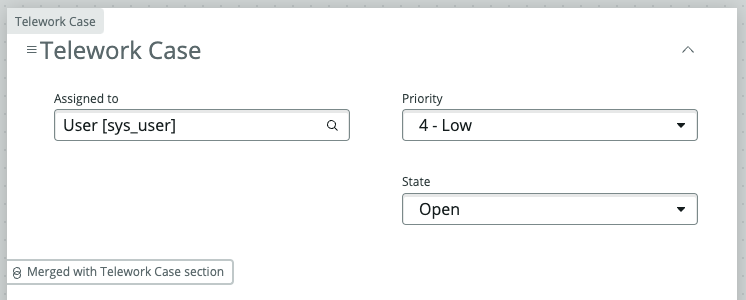 Telework Case
Telework Case
Assigned to
User [sys_user]
Priority
4 - Low
State
Open
Merged with Telework Case section